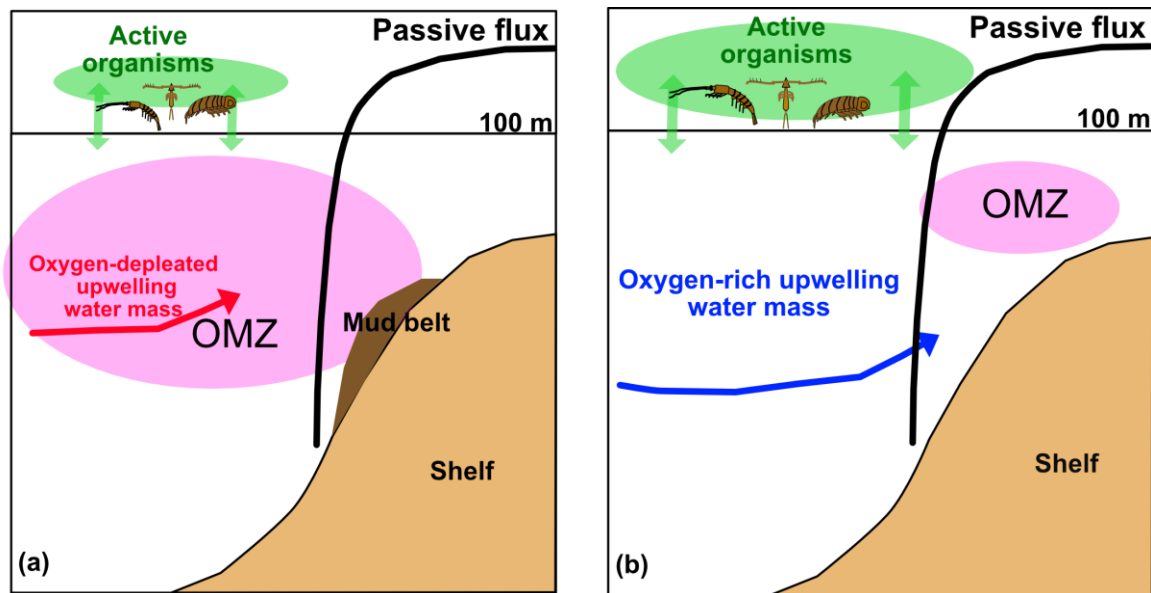 Active
organisms
Passive flux
100 m
Oxygen-depleated
upwelling
water mass
OMZ
Mud belt
Shelf
(a)
Active
organisms
Passive flux
100 m
OMZ
Oxygen-rich upwelling
water mass
Shelf
(b)